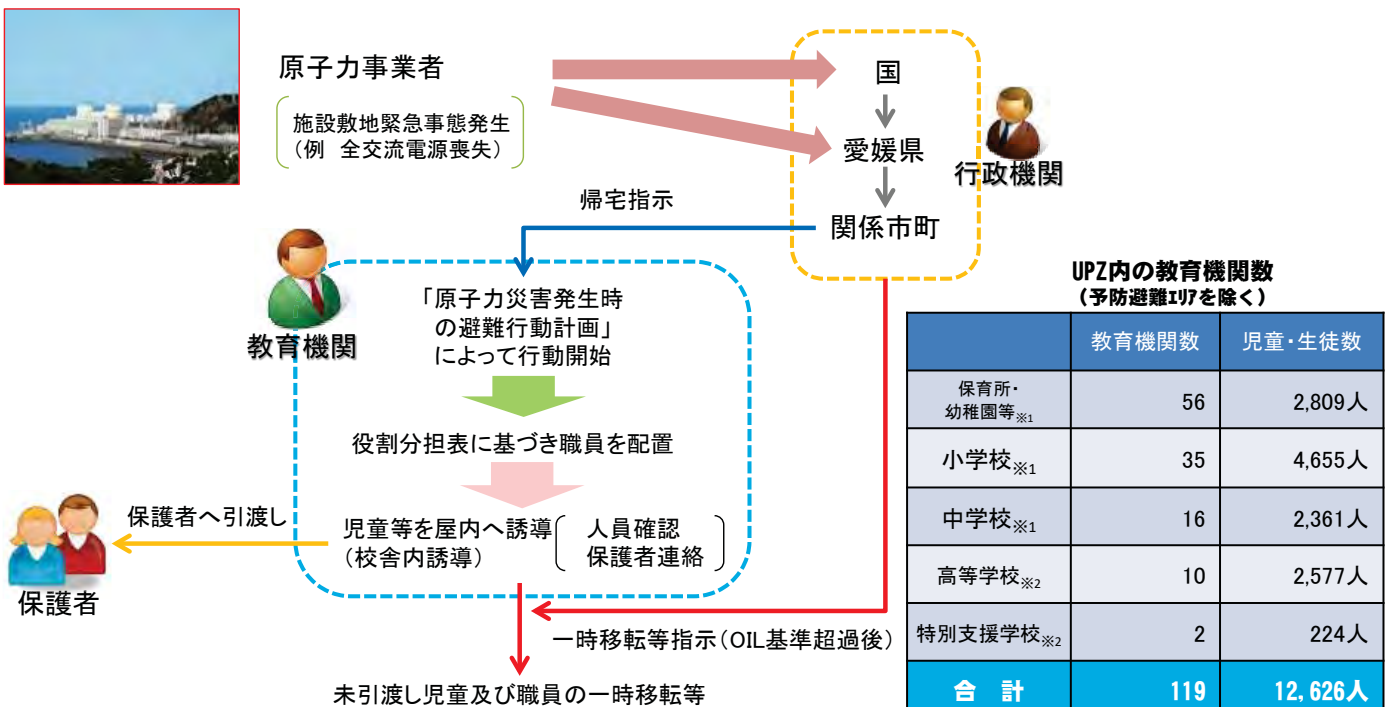 原子力事業者
施設敷地緊急事態発生
(例 全交流電源喪失)
国
愛媛県
関係市町
行政機関
帰宅指示
教育機関
「原子力災害発生時
の避難行動計画」
によって行動開始
役割分担表に基づき職員を配置
児童等を屋内へ誘導
(校舎内誘導)
人員確認
保護者連絡
保護者へ引渡し
保護者
一時移転等指示(OIL基準超過後)
未引渡し児童及び職員の一時移転等
UPZ内の教育機関数
(予防避難エリアを除く)
教育機関数 児童・生徒数
保育所・
幼稚園等※1 56 2,809人
小学校※1 35 4,655人
中学校※1 16 2,361人
高等学校※2 10 2,577人
特別支援学校※2 2 224人
合 計 119 12,626人